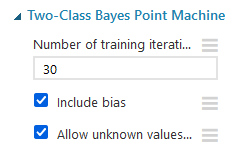 Two-Class Bayes Point Machine
Number of training iterati...
30
Include bias
Allow unknown values...